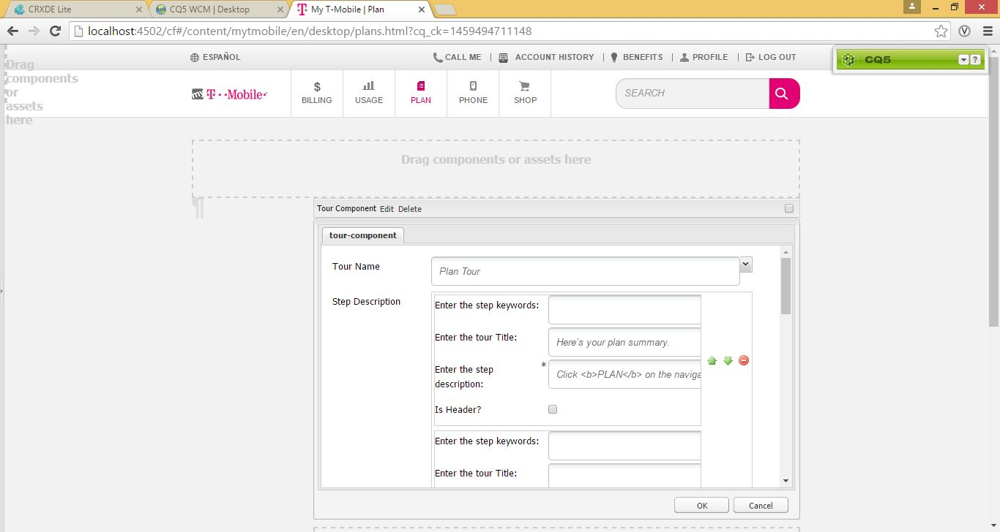 CRXDE Lite
CQ5 WCM | Desktop
My T-Mobile | Plan
localhost:4502/cf#/content/mytmobile/en/desktop/plans.html?cq_ck=1459494711148
Drag
components
or
assets
here
ESPAÑOL
CALL ME | ACCOUNT HISTORY | BENEFITS | PROFILE | LOG OUT
CQ5
?
my T··Mobile·
$
BILLING
USAGE
PLAN
PHONE
SHOP
SEARCH
Drag components or assets here
¶
Tour Component Edit Delete
tour-component
Tour Name
Plan Tour
Step Description
Enter the step keywords:
Enter the tour Title:
Here's your plan summary.
Enter the step
description:
*
Click <b>PLAN</b> on the naviga
Is Header?
Enter the step keywords:
Enter the tour Title:
OK
Cancel